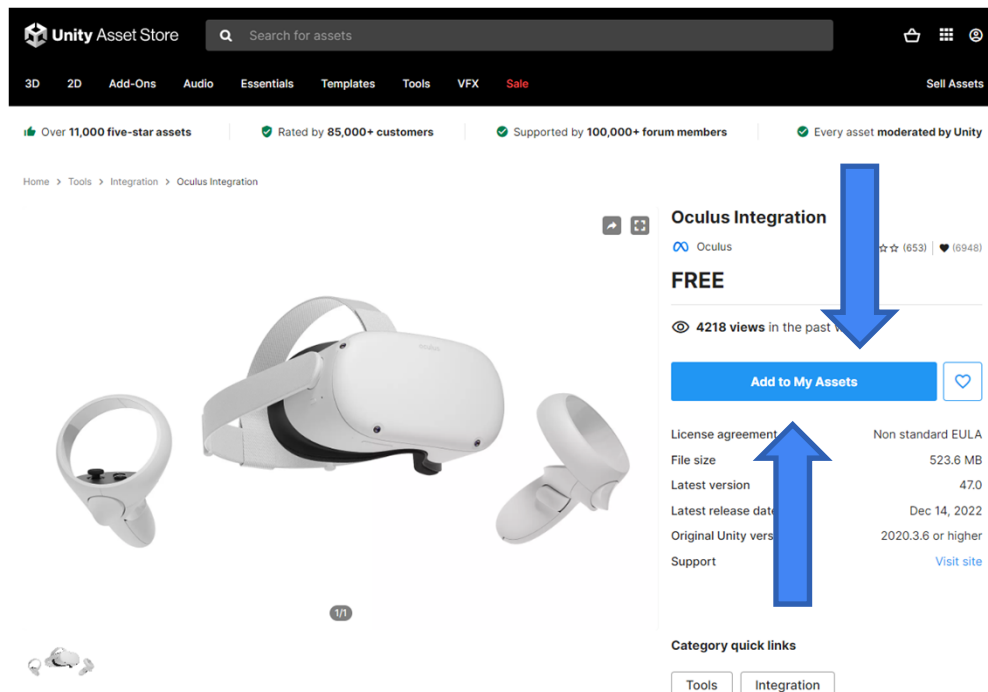 Unity Asset Store
Search for assets
3D 2D Add-Ons Audio Essentials Templates Tools VFX Sale Sell Assets
Over 11,000 five-star assets Rated by 85,000+ customers Supported by 100,000+ forum members Every asset moderated by Unity
Home > Tools > Integration > Oculus Integration
Oculus Integration
Oculus (653) (6948)
FREE
4218 views in the past
Add to My Assets
License agreement Non standard EULA
File size 523.6 MB
Latest version 47.0
Latest release date Dec 14, 2022
Original Unity Vers 2020.3.6 or higher
Support Visit site
oculus
1/1
Category quick links
Tools Integration